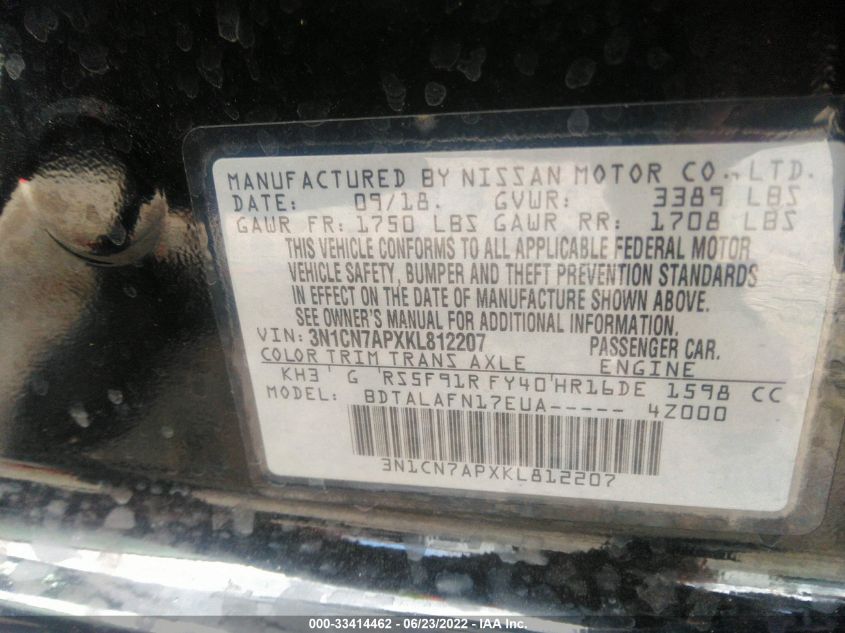 MANUFACTURED BY NISSAN MOTOR CO., LTD.
DATE: 09/18. GVWR: 3389 LBS
GAWR FR: 1750 LBS GAWR RR: 1708 LBS
THIS VEHICLE CONFORMS TO ALL APPLICABLE FEDERAL MOTOR
VEHICLE SAFETY, BUMPER AND THEFT PREVENTION STANDARDS
IN EFFECT ON THE DATE OF MANUFACTURE SHOWN ABOVE.
SEE OWNER'S MANUAL FOR ADDITIONAL INFORMATION.
VIN: 3N1CN7APXKL812207 PASSENGER CAR.
COLOR TRIM TRANS AXLE ENGINE
KH3 G RS5F91R FY40 HR16DE 1598 CC
MODEL: BDTALAFN17EUA----- 4Z000
3N1CN7APXKL812207
000-33414462 - 06/23/2022 - IAA Inc.